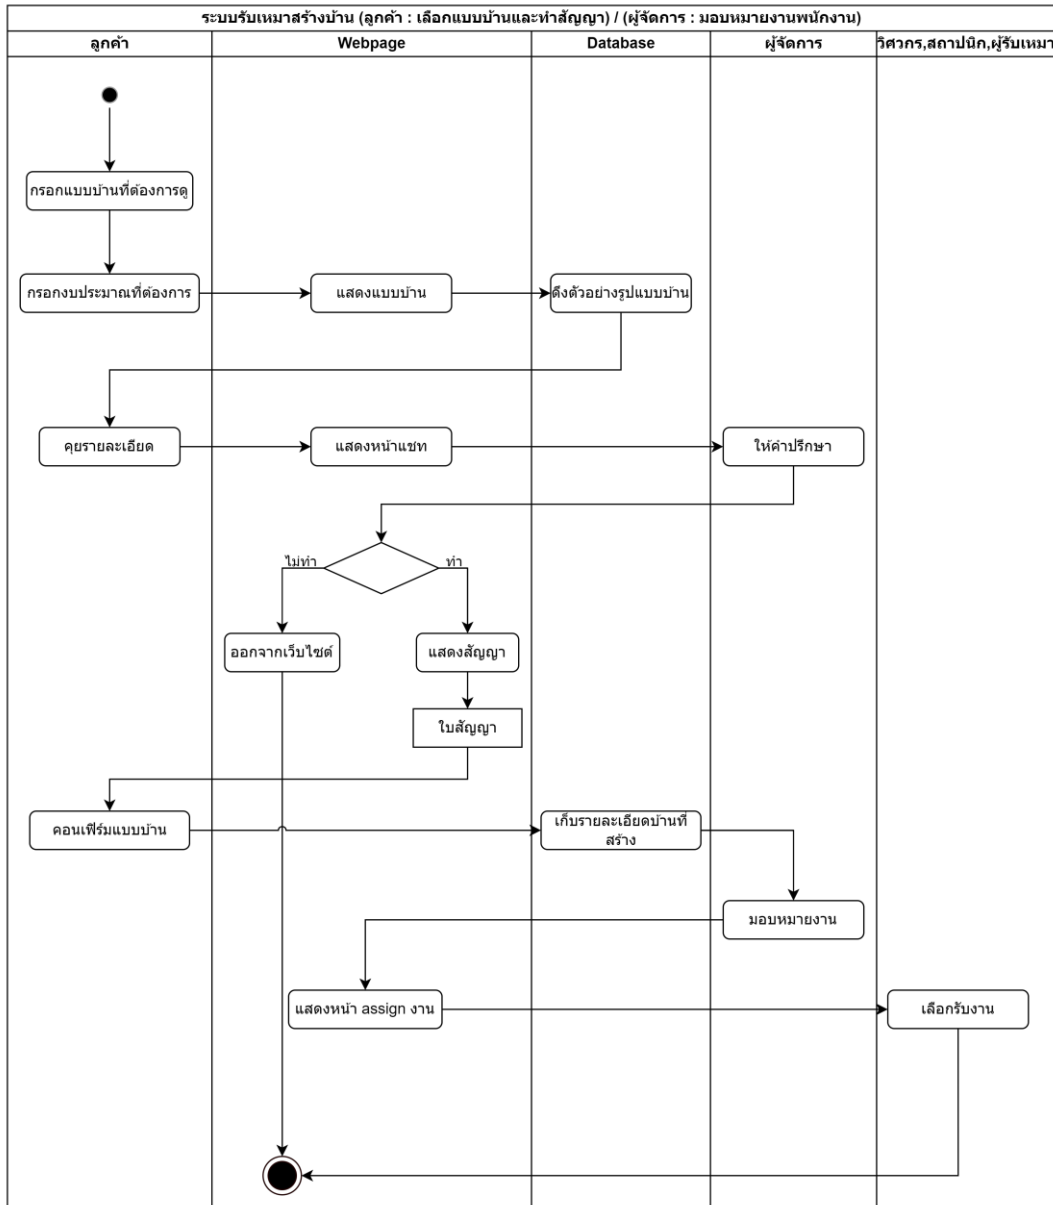 ระบบรับเหมาสร้างบ้าน (ลูกค้า : เลือกแบบบ้านและทำสัญญา) / (ผู้จัดการ : มอบหมายงานพนักงาน)
ลูกค้า
Webpage
Database
ผู้จัดการ
วิศวกร,สถาปนิก,ผู้รับเหมา
กรอกแบบบ้านที่ต้องการดู
กรอกงบประมาณที่ต้องการ
แสดงแบบบ้าน
ดึงตัวอย่างรูปแบบบ้าน
คุยรายละเอียด
แสดงหน้าแชท
ให้คำปรึกษา
ไม่ทำ
ทำ
ออกจากเว็บไซต์
แสดงสัญญา
ใบสัญญา
คอนเฟิร์มแบบบ้าน
เก็บรายละเอียดบ้านที่
สร้าง
มอบหมายงาน
แสดงหน้า assign งาน
เลือกรับงาน